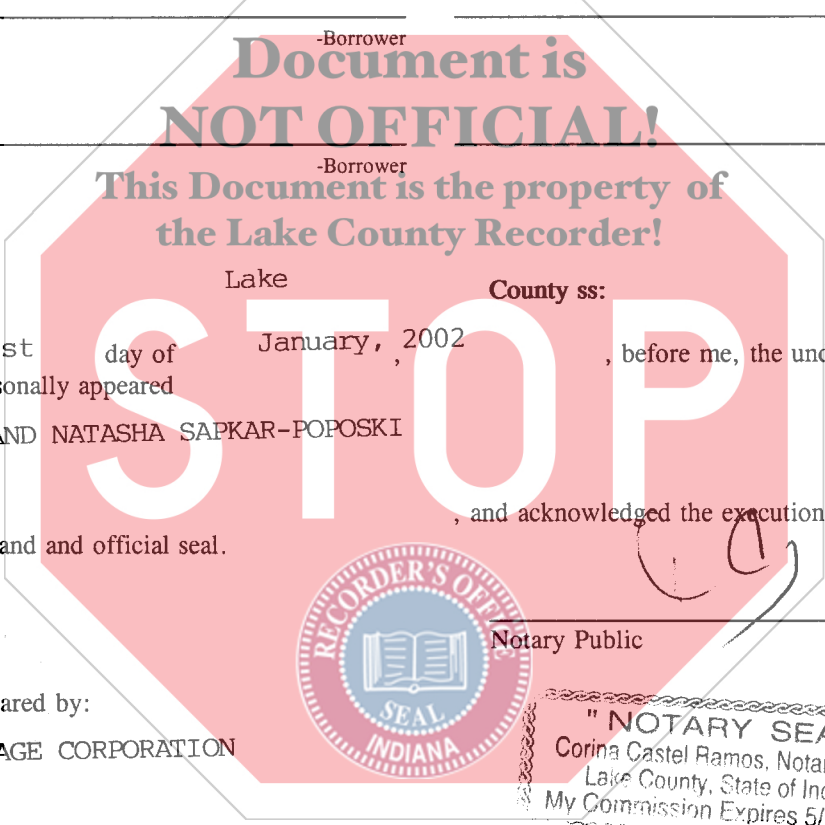 -Borrower
Document is
NOT OFFICIAL!
-Borrower
This Document is the property of
the Lake County Recorder!
Lake
County ss:
STOP
st day of January, 2002 , before me, the und
sonally appeared
AND NATASHA SAPKAR-POPOSKI
, and acknowledged the execution
and and official seal.
RECORDER'S OFFICE
SEAL
INDIANA
Notary Public
ared by:
AGE CORPORATION
" NOTARY SEA
Corina Castel Ramos, Notar
Lake County, State of Ind
My Commission Expires 5/